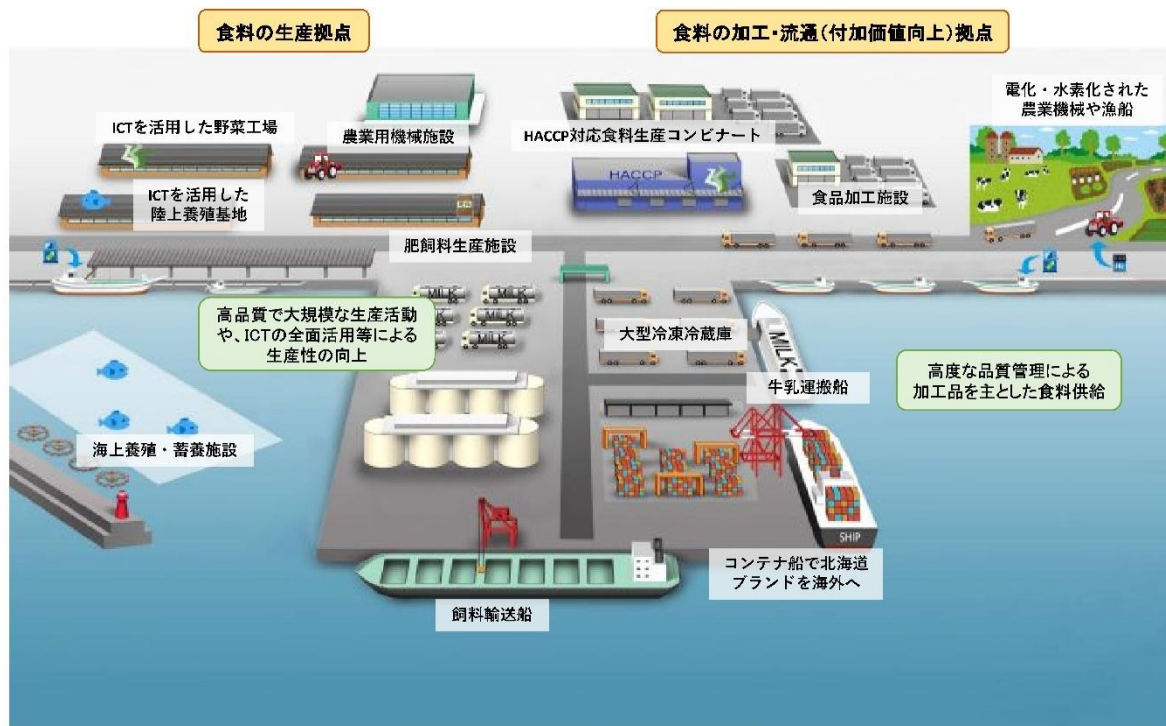 食料の生産拠点
食料の加工・流通(付加価値向上)拠点
電化・水素化された
農業機械や漁船
ICTを活用した野菜工場
農業用機械施設
HACCP対応食料生産コンビナート
HACCP
ICTを活用した
陸上養殖基地
食品加工施設
肥飼料生産施設
MILK
MILK
MILK
MILK
MILK
MILK
高品質で大規模な生産活動
や、ICTの全面活用等による
生産性の向上
大型冷凍冷蔵庫
牛乳運搬船
高度な品質管理による
加工品を主とした食料供給
海上養殖・蓄養施設
SHIP
コンテナ船で北海道
ブランドを海外へ
飼料輸送船